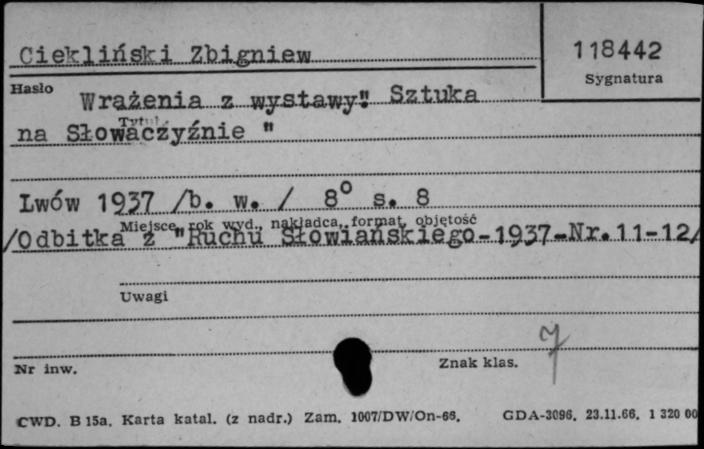 Ciekliński Zbigniew
118442
Sygnatura
Hasło
Wrażenia z wystawy: " Sztuka
Tytuł
na Słowaczyźnie "
Lwów 1937 /b. w. / 8° s. 8
Miejsce, rok wyd., nakładca, format, objętość
/Odbitka z "Ruchu Słowiańskiego-1937-Nr.11-12/
Uwagi
7
Nr inw.
Znak klas.
CWD. B 15a. Karta katal. (z nadr.) Zam. 1007/DW/On-66. GDA-3096. 23.11.66. 1 320 00